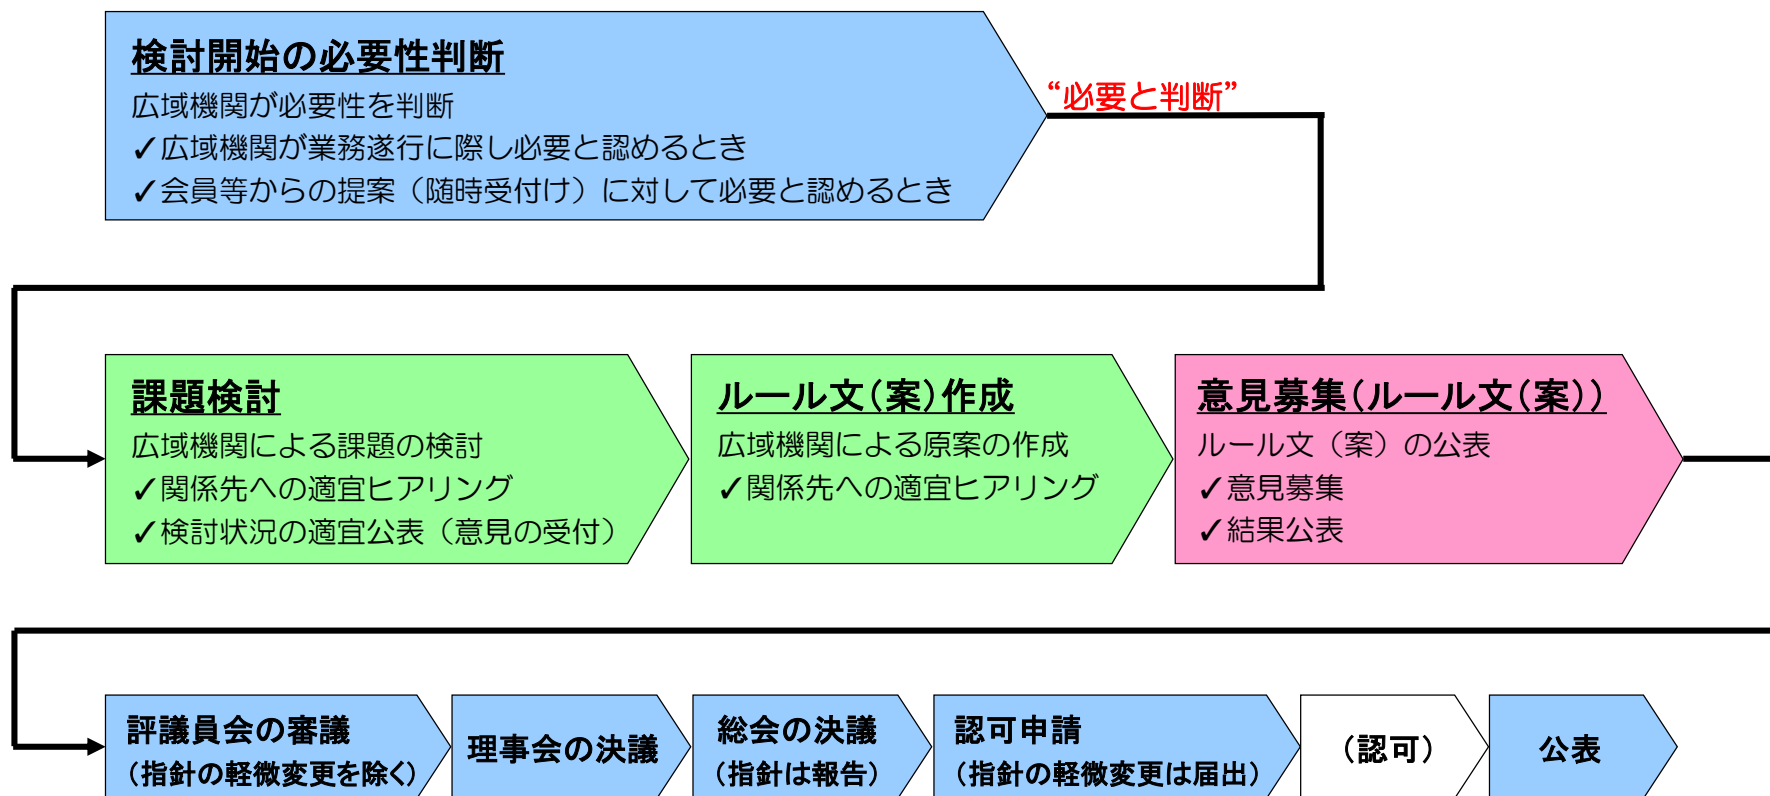 検討開始の必要性判断
広域機関が必要性を判断
✓広域機関が業務遂行に際し必要と認めるとき
✓会員等からの提案（随時受付け）に対して必要と認めるとき
“必要と判断”
課題検討
広域機関による課題の検討
✓関係先への適宜ヒアリング
✓検討状況の適宜公表（意見の受付）
ルール文（案）作成
広域機関による原案の作成
✓関係先への適宜ヒアリング
意見募集（ルール文（案））
ルール文（案）の公表
✓意見募集
✓結果公表
評議員会の審議
（指針の軽微変更を除く）
理事会の決議
総会の決議
（指針は報告）
認可申請
（指針の軽微変更は届出）
（認可）
公表